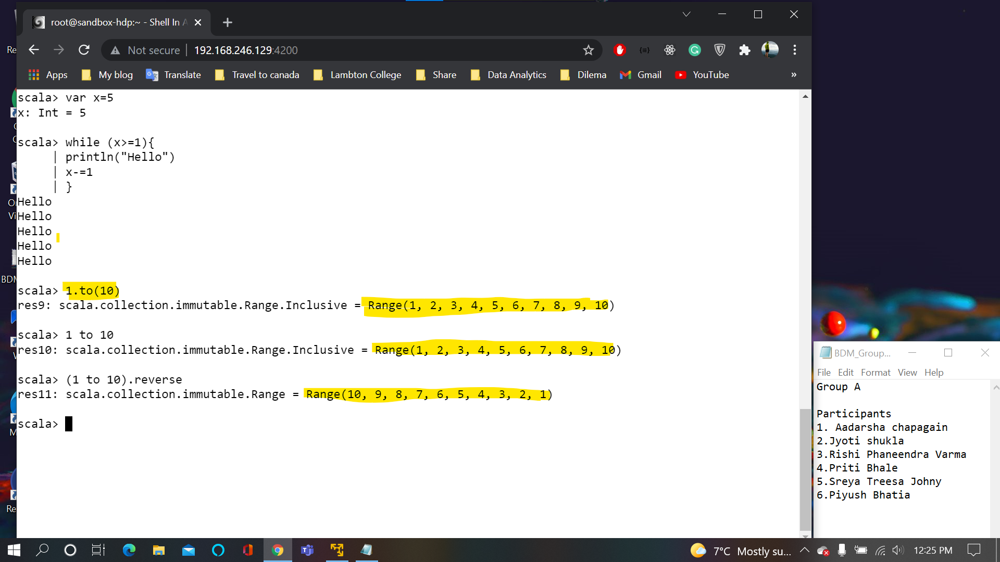 root@sandbox-hdp:~ - Shell In A
Not secure | 192.168.246.129:4200
Apps My blog Translate Travel to canada Lambton College Share Data Analytics Dilema Gmail YouTube »
scala> var x=5
x: Int = 5
scala> while (x>=1){
| println("Hello")
| x-=1
| }
Hello
Hello
Hello
Hello
Hello
scala> 1.to(10)
res9: scala.collection.immutable.Range.Inclusive = Range(1, 2, 3, 4, 5, 6, 7, 8, 9, 10)
scala> 1 to 10
res10: scala.collection.immutable.Range.Inclusive = Range(1, 2, 3, 4, 5, 6, 7, 8, 9, 10)
scala> (1 to 10).reverse
res11: scala.collection.immutable.Range = Range(10, 9, 8, 7, 6, 5, 4, 3, 2, 1)
scala>
Re
BDM
Re
BDM_Group...
File Edit Format View Help
Group A
Participants
1. Aadarsha chapagain
2.Jyoti shukla
3.Rishi Phaneendra Varma
4.Priti Bhale
5.Sreya Treesa Johny
6.Piyush Bhatia
7°C Mostly su...
12:25 PM